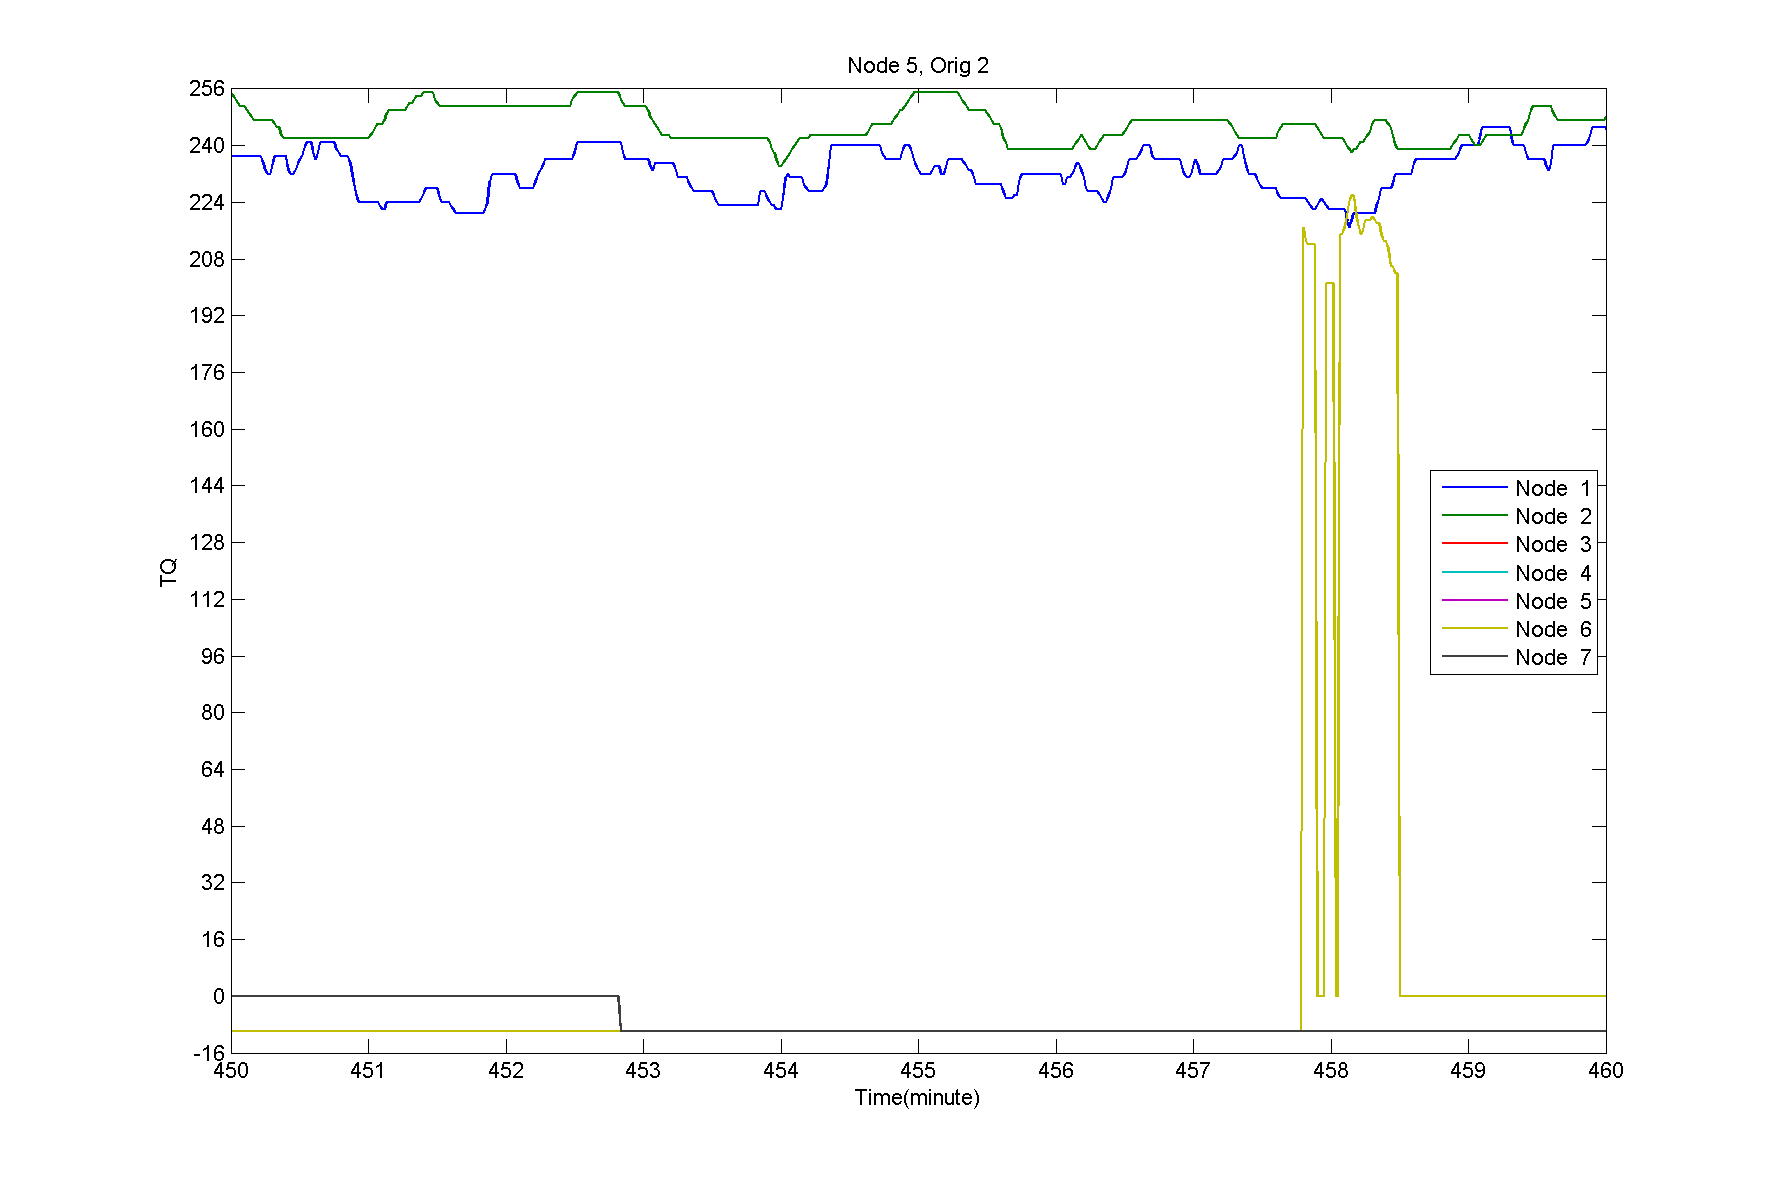 Node 5, Orig 2
256
240
224
208
192
176
160
144
128
112
96
80
64
48
32
16
0
-16
TQ
Node 1
Node 2
Node 3
Node 4
Node 5
Node 6
Node 7
450 451 452 453 454 455 456 457 458 459 460
Time(minute)